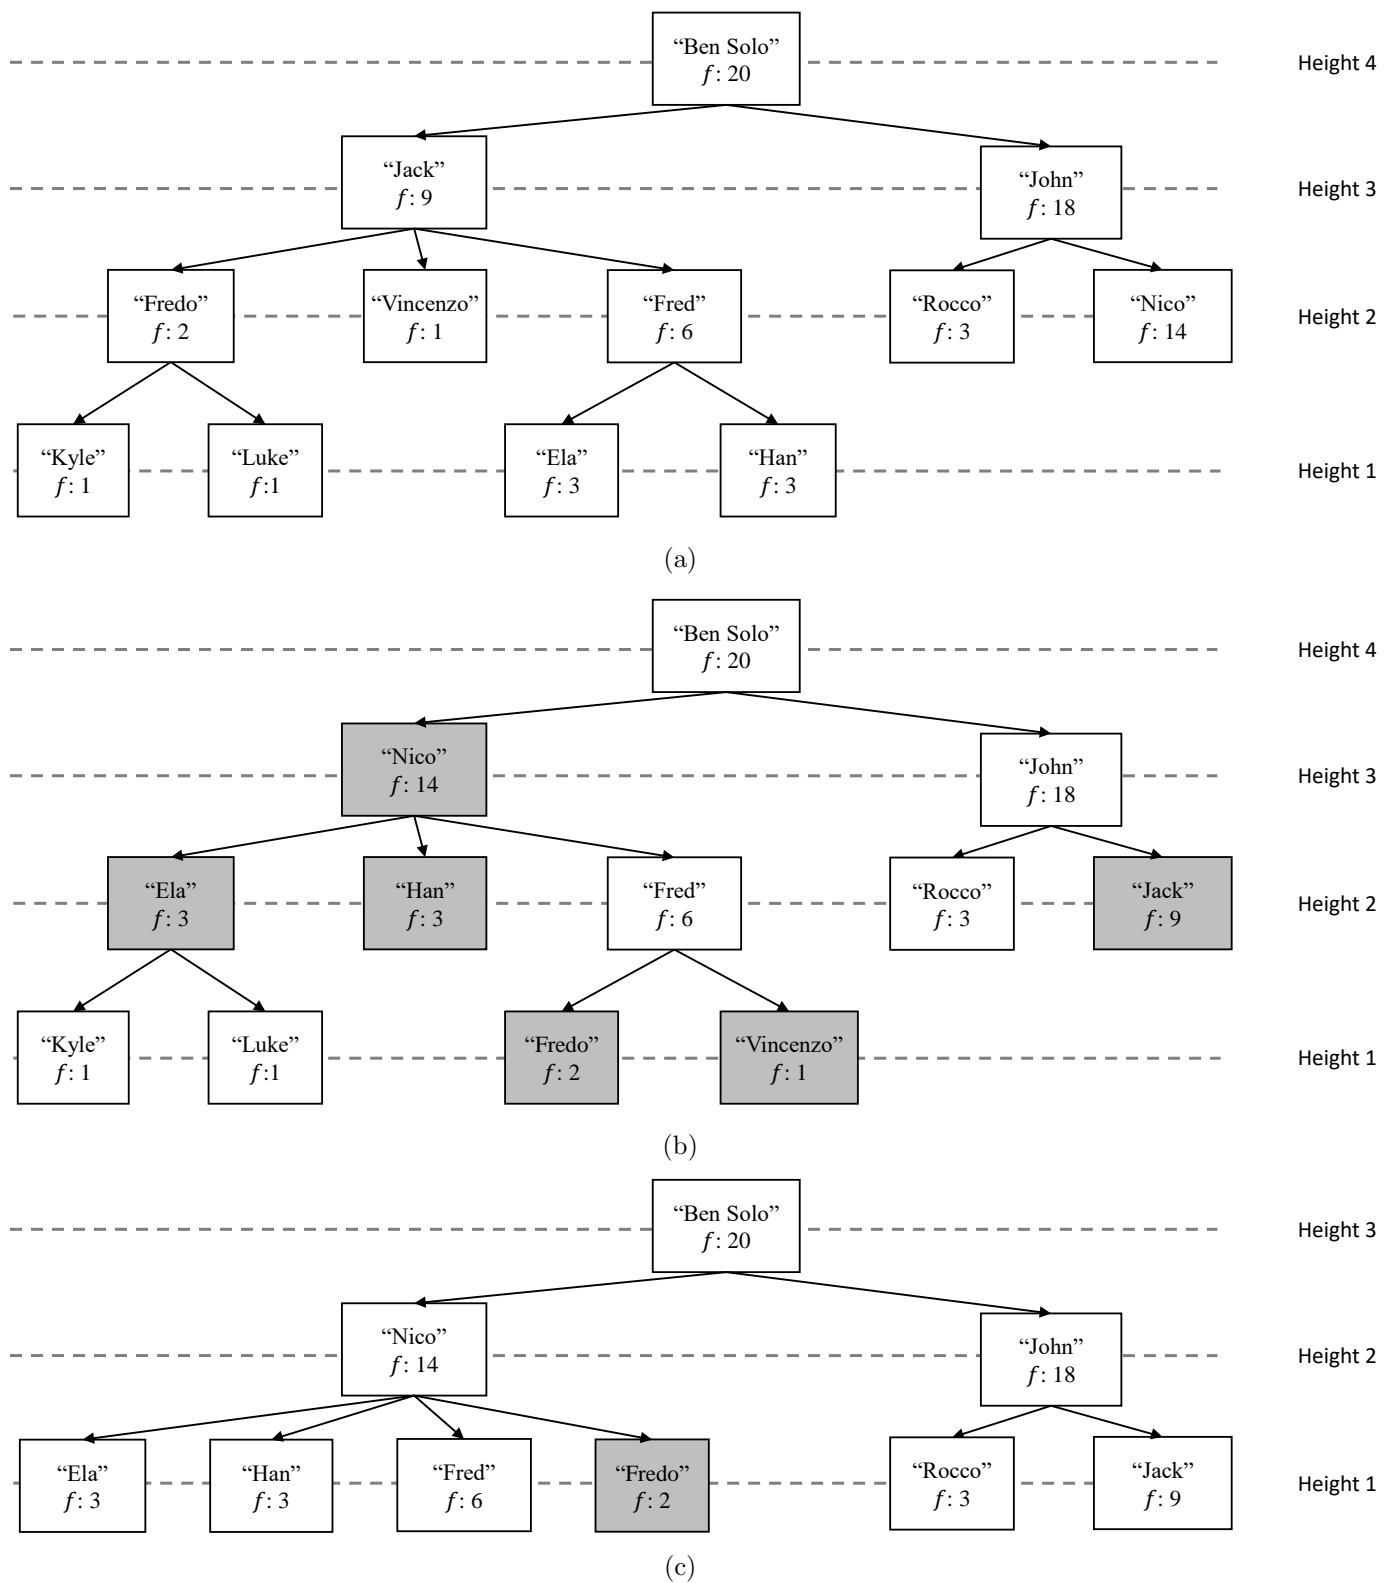 “Ben Solo”
f: 20
Height 4
“Jack”
f: 9
“John”
f: 18
Height 3
“Fredo”
f: 2
“Vincenzo”
f: 1
“Fred”
f: 6
“Rocco”
f: 3
“Nico”
f: 14
Height 2
“Kyle”
f: 1
“Luke”
f:1
“Ela”
f: 3
“Han”
f: 3
Height 1
(a)
“Ben Solo”
f: 20
Height 4
“Nico”
f: 14
“John”
f: 18
Height 3
“Ela”
f: 3
“Han”
f: 3
“Fred”
f: 6
“Rocco”
f: 3
“Jack”
f: 9
Height 2
“Kyle”
f: 1
“Luke”
f:1
“Fredo”
f: 2
“Vincenzo”
f: 1
Height 1
(b)
“Ben Solo”
f: 20
Height 3
“Nico”
f: 14
“John”
f: 18
Height 2
“Ela”
f: 3
“Han”
f: 3
“Fred”
f: 6
“Fredo”
f: 2
“Rocco”
f: 3
“Jack”
f: 9
Height 1
(c)